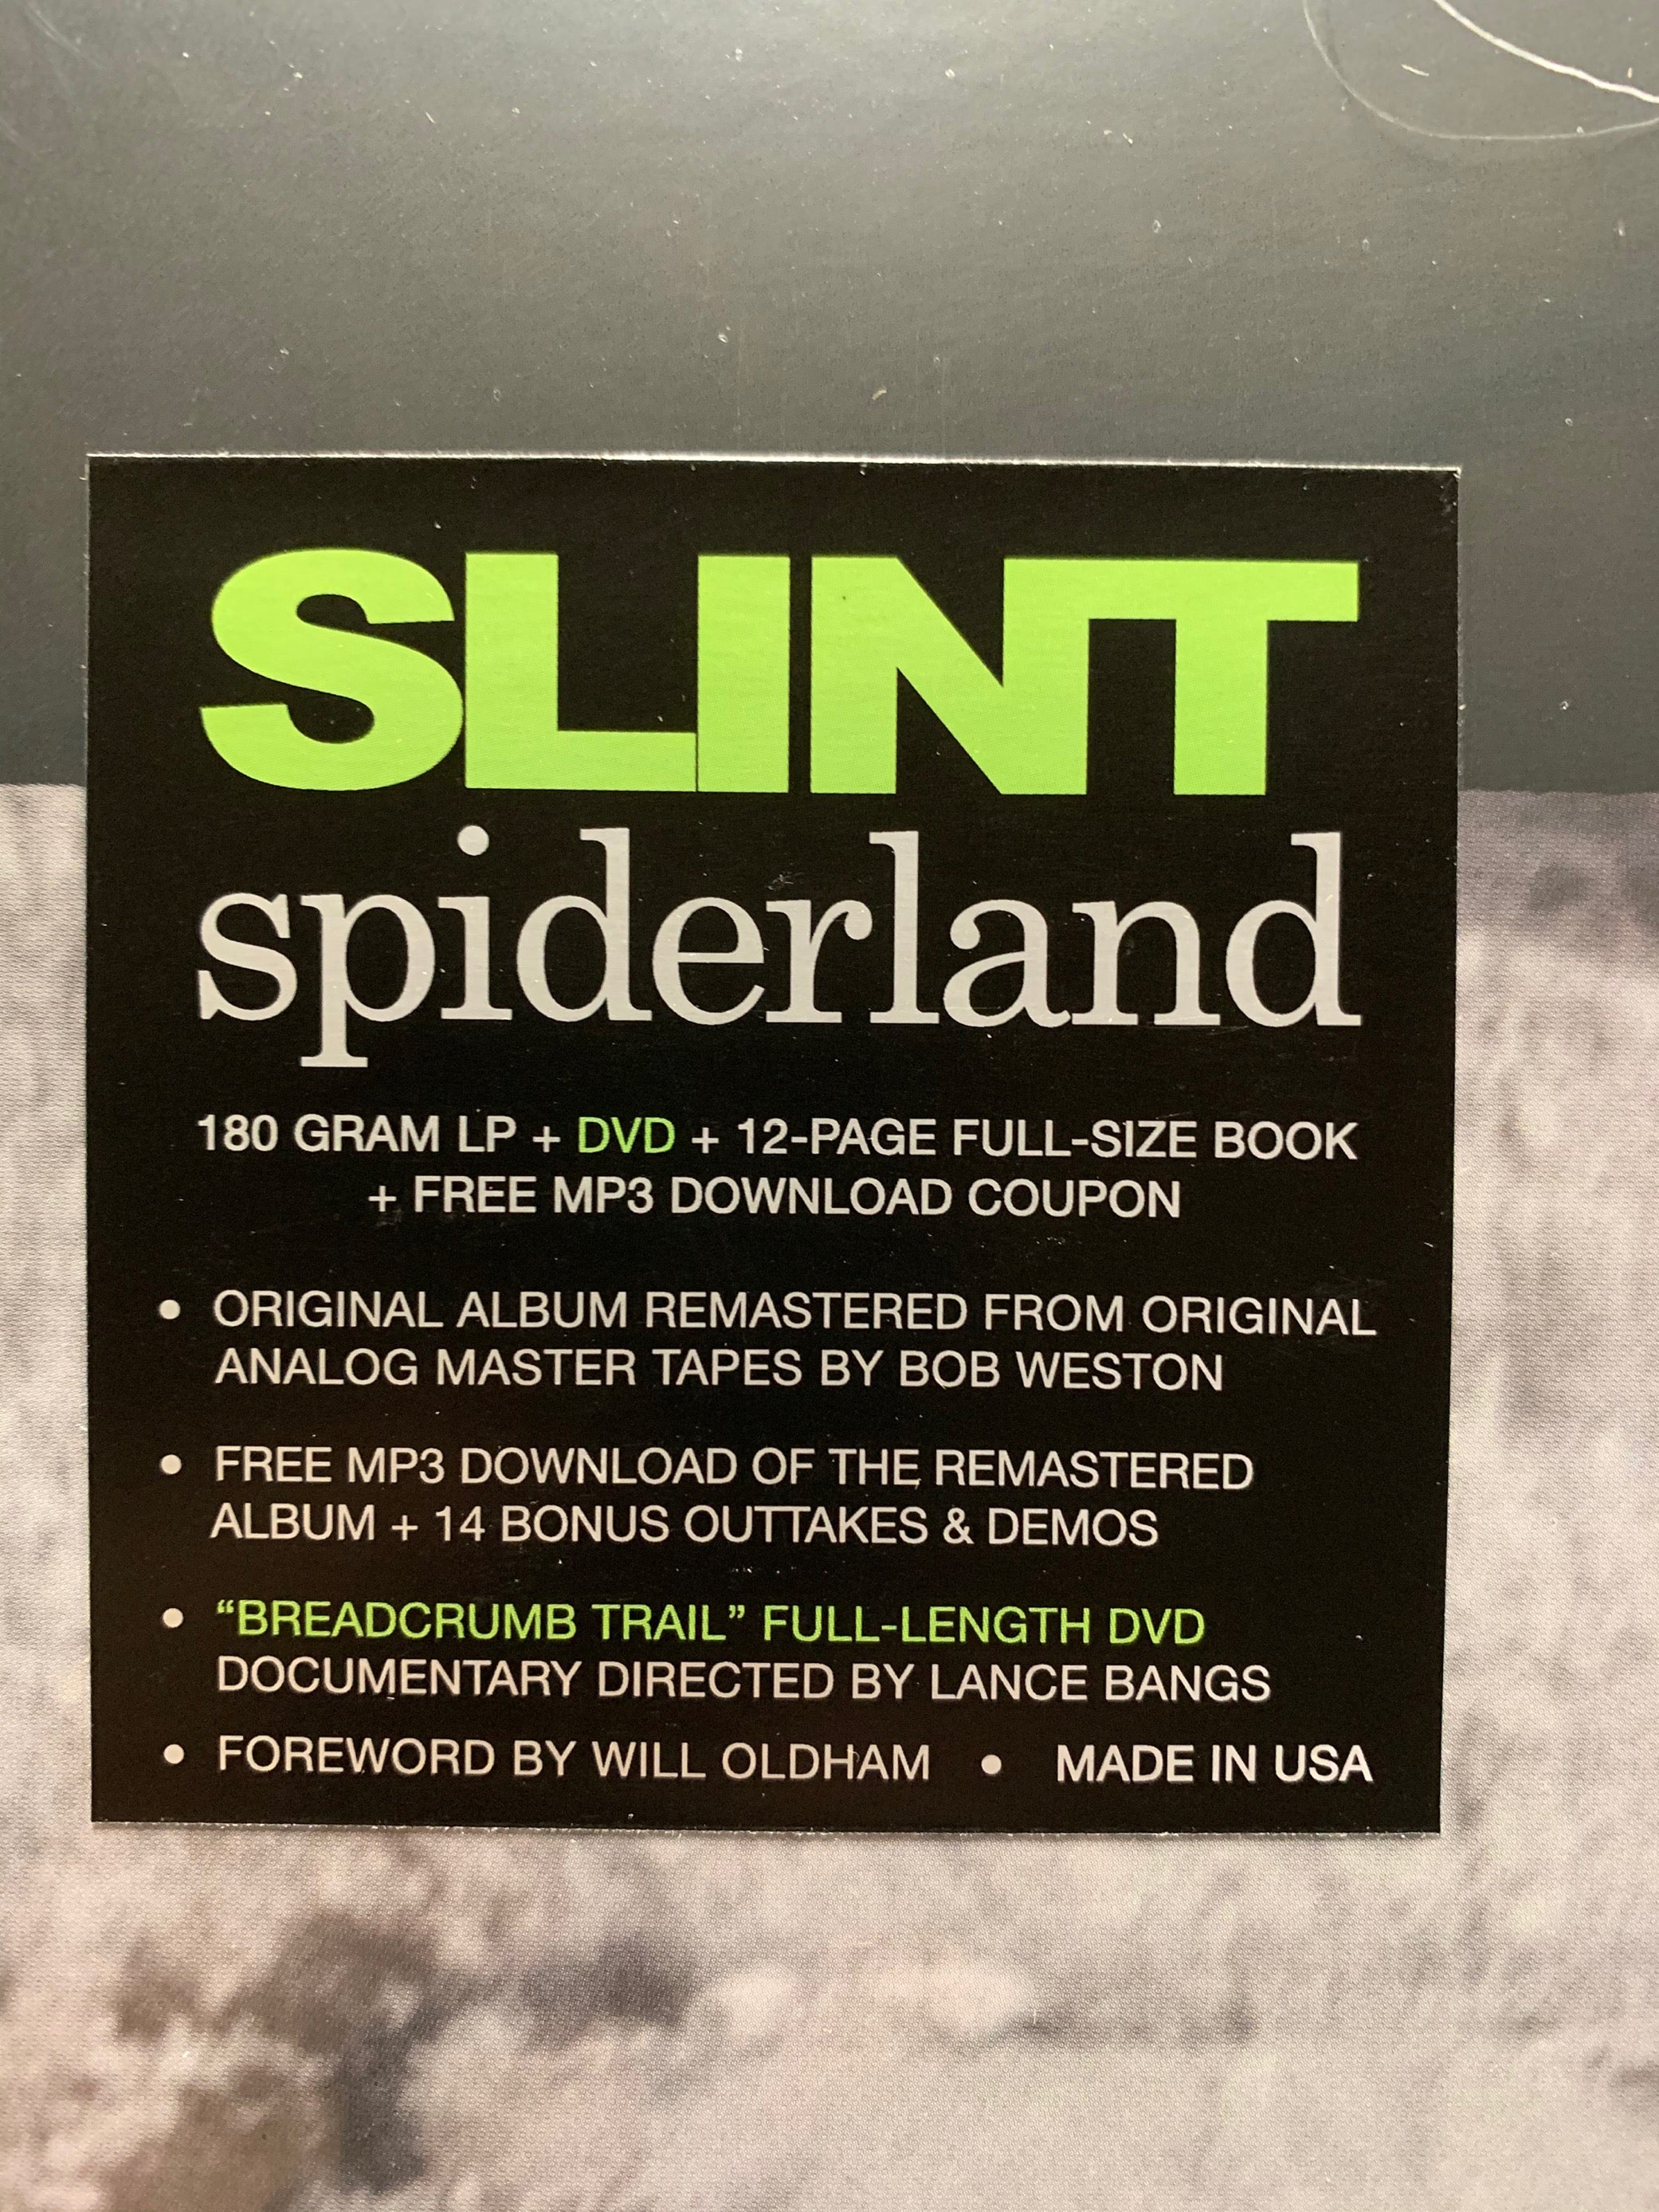 SLINT
spiderland
180 GRAM LP + DVD + 12-PAGE FULL-SIZE BOOK
+ FREE MP3 DOWNLOAD COUPON
• ORIGINAL ALBUM REMASTERED FROM ORIGINAL
ANALOG MASTER TAPES BY BOB WESTON
• FREE MP3 DOWNLOAD OF THE REMASTERED
ALBUM + 14 BONUS OUTTAKES & DEMOS
• “BREADCRUMB TRAIL” FULL-LENGTH DVD
DOCUMENTARY DIRECTED BY LANCE BANGS
• FOREWORD BY WILL OLDHAM • MADE IN USA